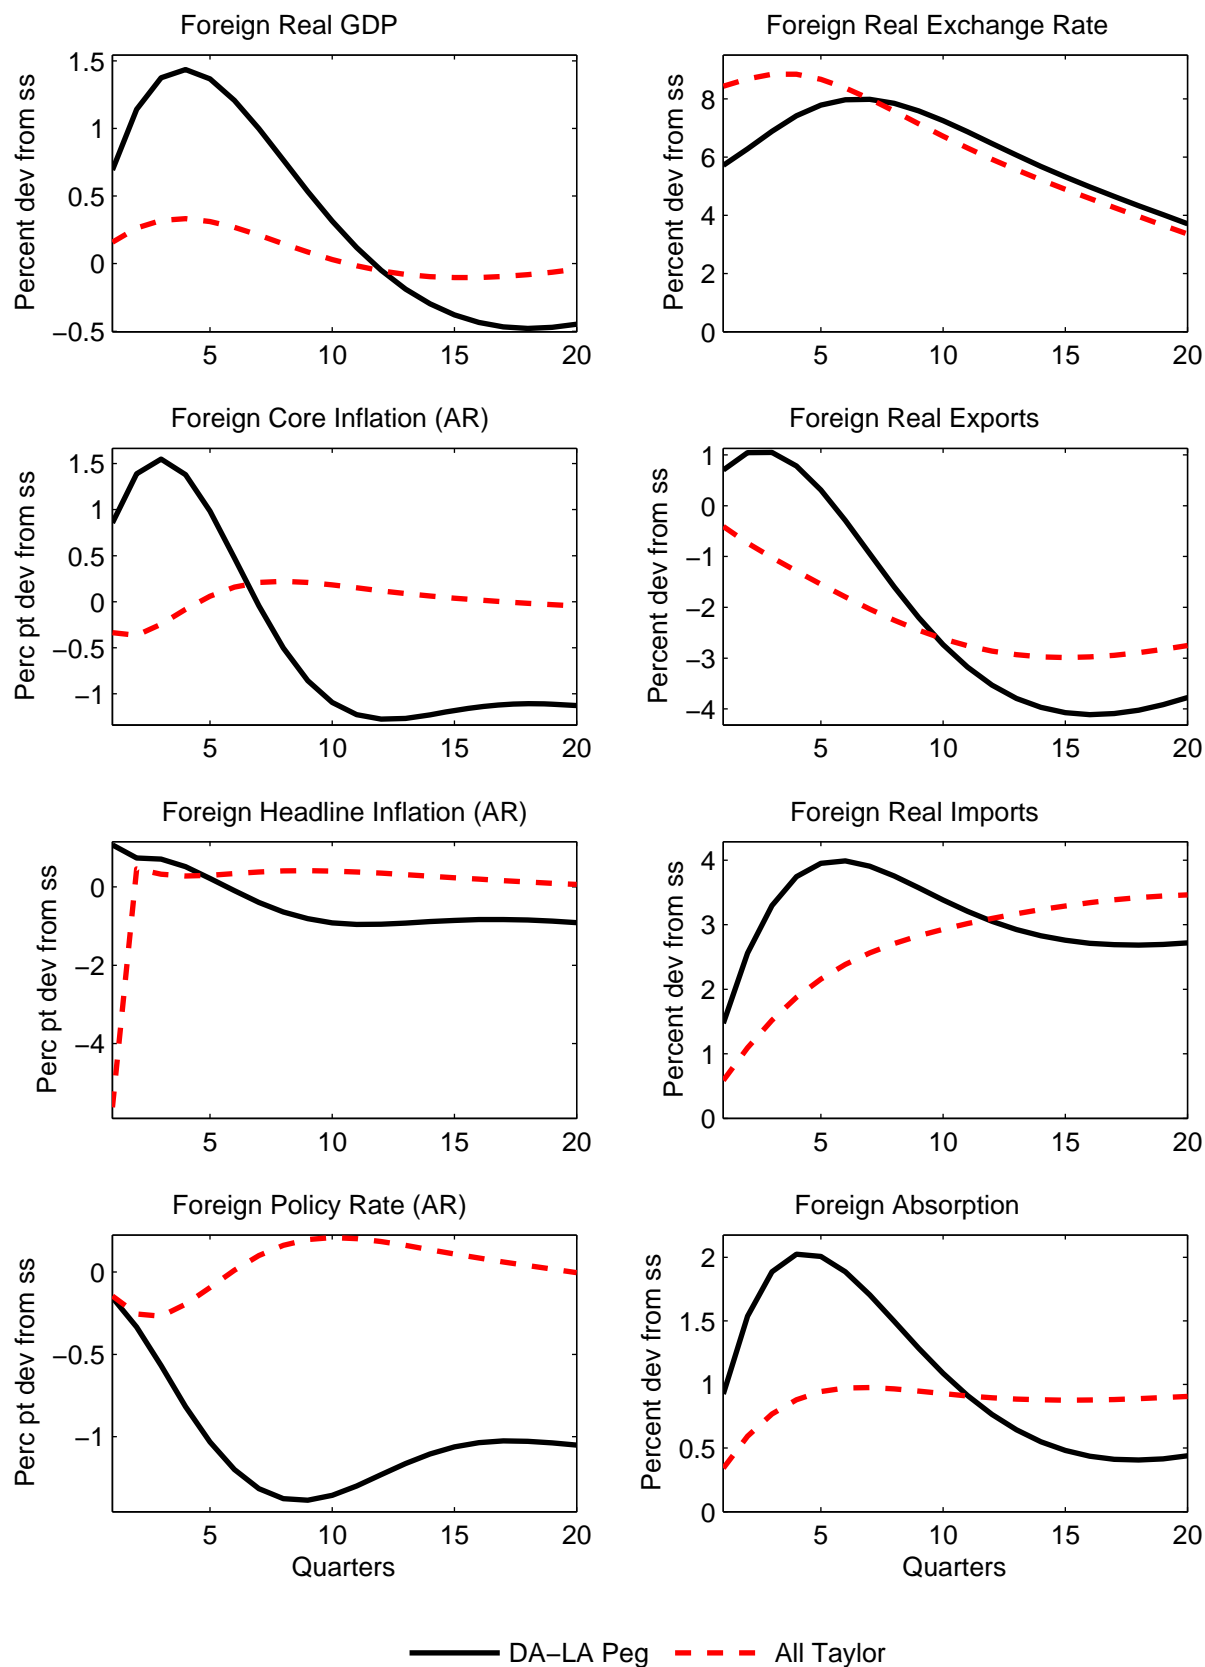 Foreign Real GDP
Percent dev from ss
1.5
1
0.5
0
−0.5
5 10 15 20
Foreign Real Exchange Rate
Percent dev from ss
8
6
4
2
0
5 10 15 20
Foreign Core Inflation (AR)
Perc pt dev from ss
1.5
1
0.5
0
−0.5
−1
5 10 15 20
Foreign Real Exports
Percent dev from ss
1
0
−1
−2
−3
−4
5 10 15 20
Foreign Headline Inflation (AR)
Perc pt dev from ss
0
−2
−4
5 10 15 20
Foreign Real Imports
Percent dev from ss
4
3
2
1
0
5 10 15 20
Foreign Policy Rate (AR)
Perc pt dev from ss
0
−0.5
−1
5 10 15 20
Quarters
Foreign Absorption
Percent dev from ss
2
1.5
1
0.5
0
5 10 15 20
Quarters
DA−LA Peg All Taylor